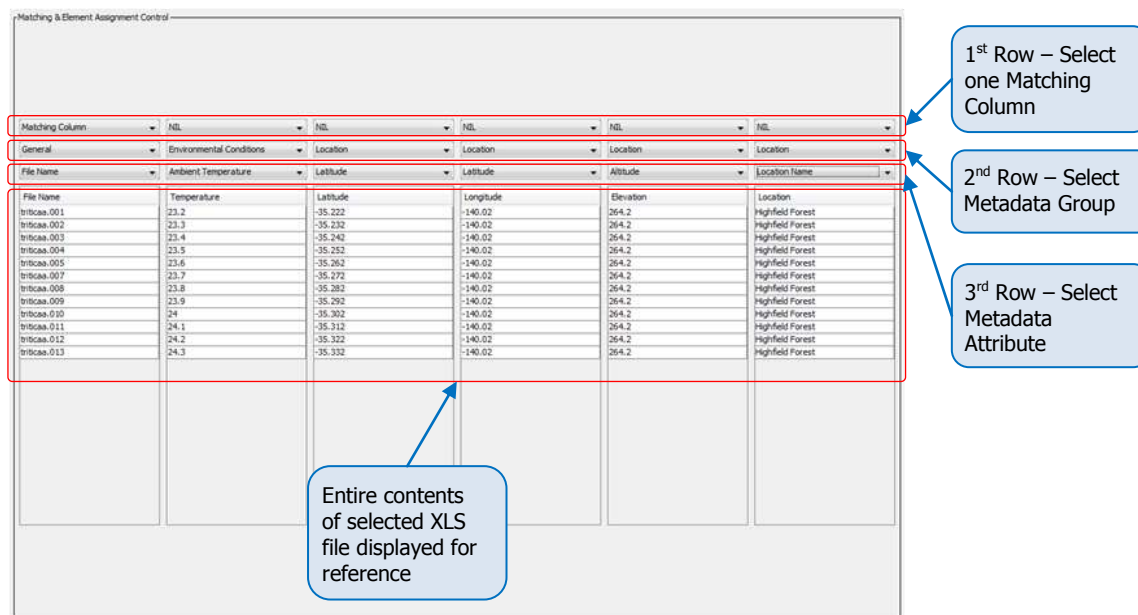 Matching & Element Assignment Control
1st Row – Select
one Matching
Column
Matching Column NIL NIL NIL NIL NIL
General Environmental Conditions Location Location Location Location
File Name Ambient Temperature Latitude Latitude Altitude Location Name
2nd Row – Select
Metadata Group
3rd Row – Select
Metadata
Attribute
File Name Temperature Latitude Longitude Elevation Location
triticaa.001 23.2 -35.222 -140.02 264.2 Highfield Forest
triticaa.002 23.3 -35.232 -140.02 264.2 Highfield Forest
triticaa.003 23.4 -35.242 -140.02 264.2 Highfield Forest
triticaa.004 23.5 -35.252 -140.02 264.2 Highfield Forest
triticaa.005 23.6 -35.262 -140.02 264.2 Highfield Forest
triticaa.007 23.7 -35.272 -140.02 264.2 Highfield Forest
triticaa.008 23.8 -35.282 -140.02 264.2 Highfield Forest
triticaa.009 23.9 -35.292 -140.02 264.2 Highfield Forest
triticaa.010 24 -35.302 -140.02 264.2 Highfield Forest
triticaa.011 24.1 -35.312 -140.02 264.2 Highfield Forest
triticaa.012 24.2 -35.322 -140.02 264.2 Highfield Forest
triticaa.013 24.3 -35.332 -140.02 264.2 Highfield Forest
Entire contents
of selected XLS
file displayed for
reference